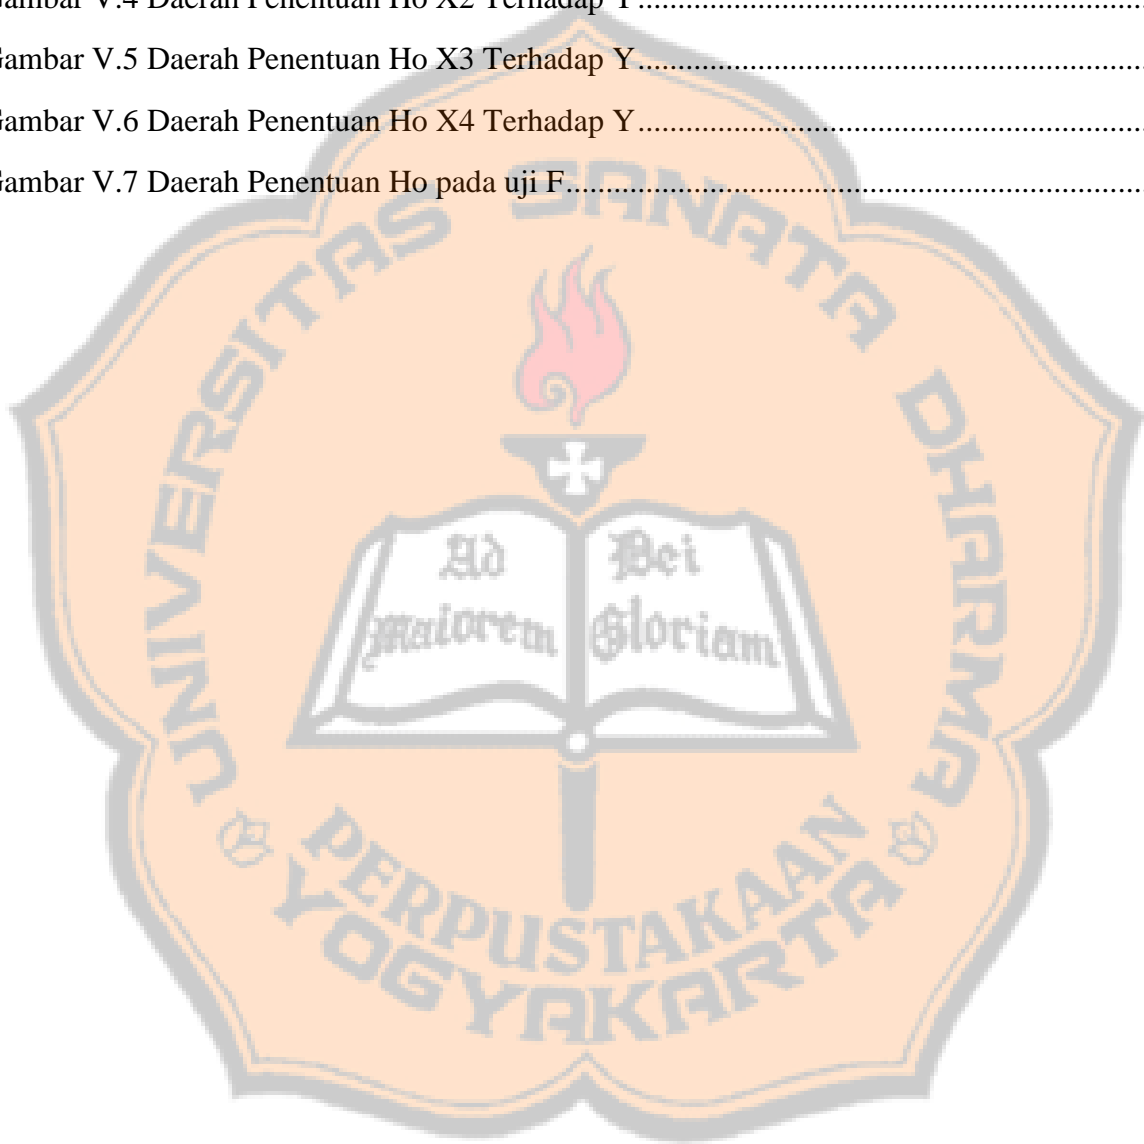 ambar V.4 Daerah Penentuan Ho X2 Terhadap Y.......................................................
Gambar V.5 Daerah Penentuan Ho X3 Terhadap Y.......................................................
Gambar V.6 Daerah Penentuan Ho X4 Terhadap Y.......................................................
Gambar V.7 Daerah Penentuan Ho pada uji F................................................................
UNIVERSITAS SANATA DHARMA
Ad Dei
Maiorem Gloriam
PERPUSTAKAAN
YOGYAKARTA